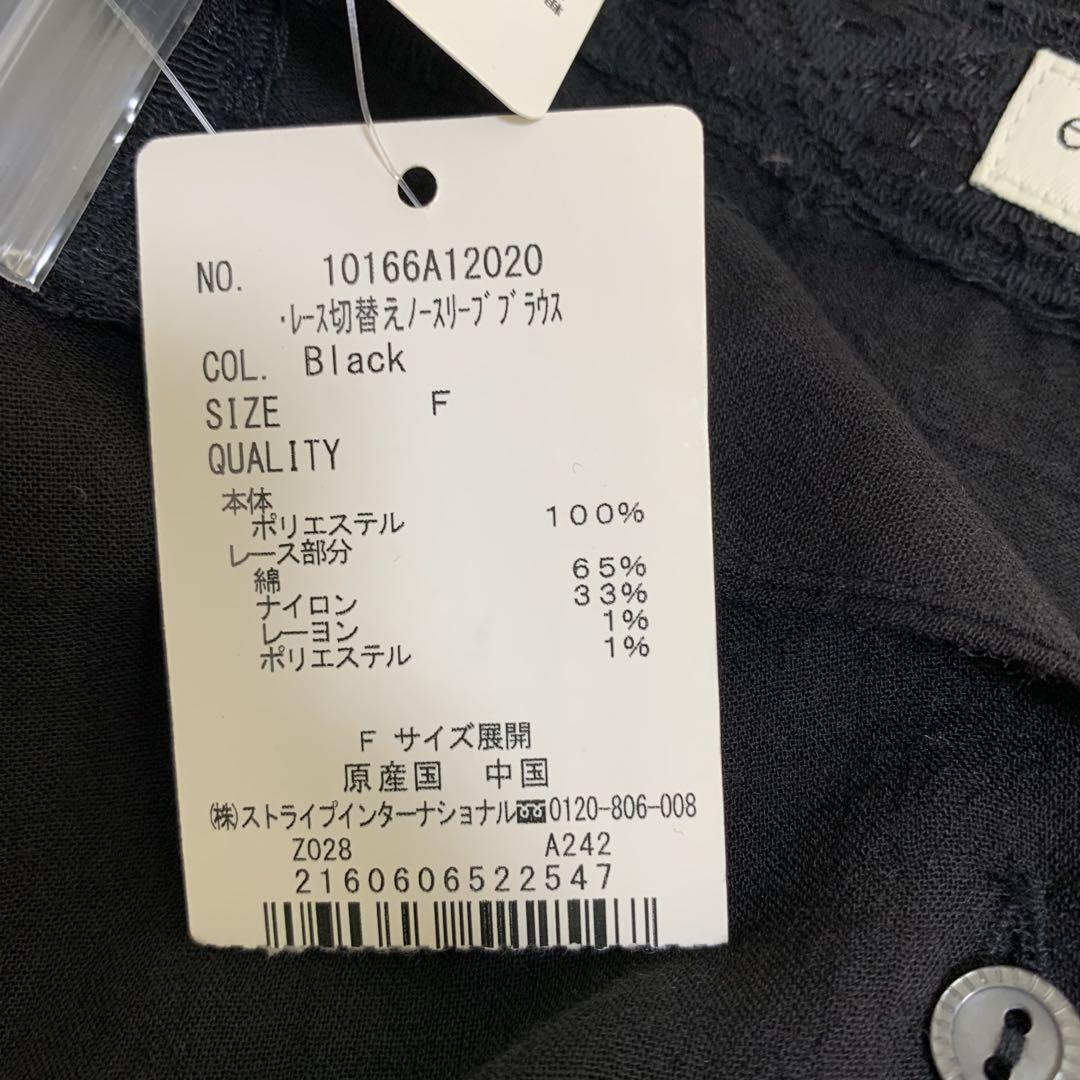 NO. 10166A12020
・レース切替えノースリーブブラウス
COL. Black
SIZE F
QUALITY
本体
ポリエステル 100%
レース部分
綿 65%
ナイロン 33%
レーヨン 1%
ポリエステル 1%
F サイズ展開
原産国 中国
(株)ストライプインターナショナル 0120-806-008
Z028 A242
2160606522547